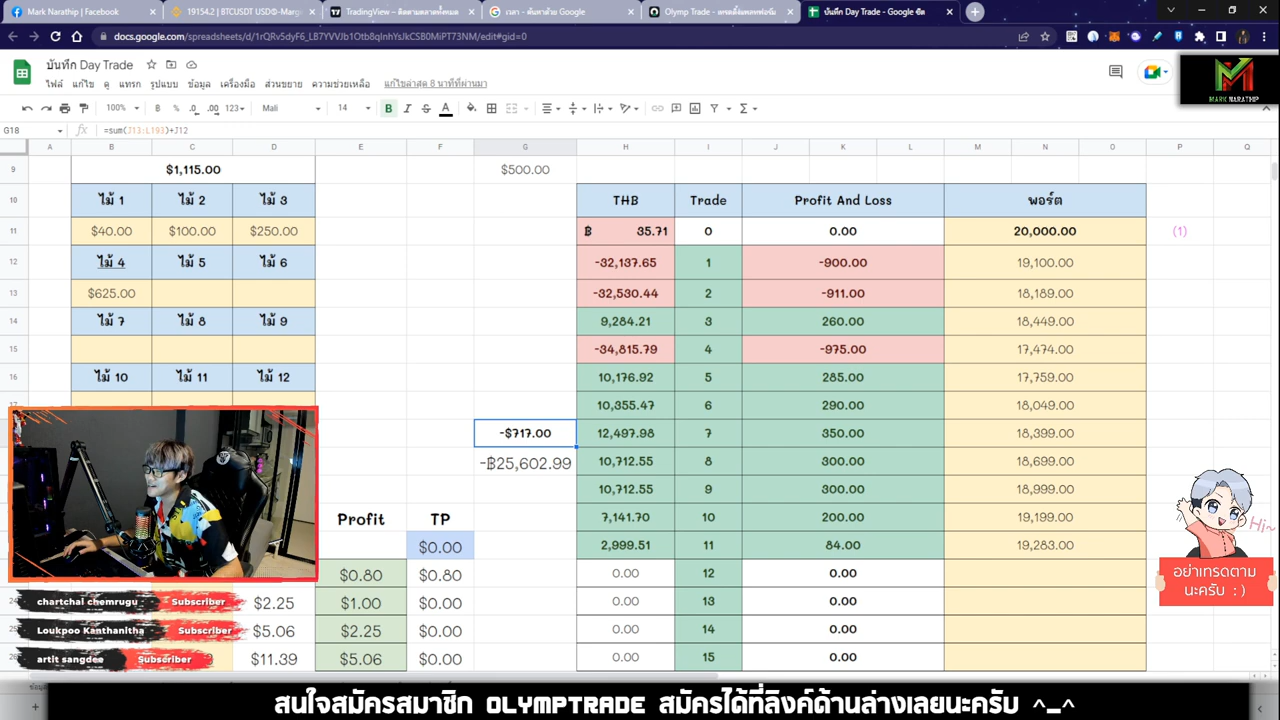 Mark Narathip | Facebook
19154.2 | BTCUSDT USDⓈ-Margin
TradingView – ติดตามตลาดทั้งหมด
เวลา - ค้นหาด้วย Google
Olymp Trade - เทรดดิ้งแพลทฟอร์ม
บันทึก Day Trade - Google ชีต
บันทึก Day Trade
ไฟล์ แก้ไข ดู แทรก รูปแบบ ข้อมูล เครื่องมือ ส่วนขยาย ความช่วยเหลือ แก้ไขล่าสุด 8 นาทีที่ผ่านมา
100% ฿ % .0 .00 123 Mali 14 B I S A
MARK NARATHIP
G18 fx =sum(J13:L193)+J12
A B C D E F G H I J K L M N O P Q
9 $1,115.00 $500.00
10 ไม้ 1 ไม้ 2 ไม้ 3 THB Trade Profit And Loss พอร์ต
11 $40.00 $100.00 $250.00 ฿ 35.71 0 0.00 20,000.00 (1)
12 ไม้ 4 ไม้ 5 ไม้ 6 -32,137.65 1 -900.00 19,100.00
13 $625.00 -32,530.44 2 -911.00 18,189.00
14 ไม้ 7 ไม้ 8 ไม้ 9 9,284.21 3 260.00 18,449.00
15 -34,815.79 4 -975.00 17,474.00
16 ไม้ 10 ไม้ 11 ไม้ 12 10,176.92 5 285.00 17,759.00
10,355.47 6 290.00 18,049.00
-$717.00 12,497.98 7 350.00 18,399.00
-฿25,602.99 10,712.55 8 300.00 18,699.00
10,712.55 9 300.00 18,999.00
Profit TP 7,141.70 10 200.00 19,199.00
$0.00 2,999.51 11 84.00 19,283.00
$0.80 $0.80 0.00 12 0.00
$2.25 $1.00 $0.00 0.00 13 0.00
$5.06 $2.25 $0.00 0.00 14 0.00
$11.39 $5.06 $0.00 0.00 15 0.00
chartchai chemrugu Subscriber
Loukpoo Kanthanitha Subscriber
artit sangdee Subscriber
Hi~
อย่าเทรดตาม
นะครับ : )
สนใจสมัครสมาชิก OLYMPTRADE สมัครได้ที่ลิงค์ด้านล่างเลยนะครับ ^_^